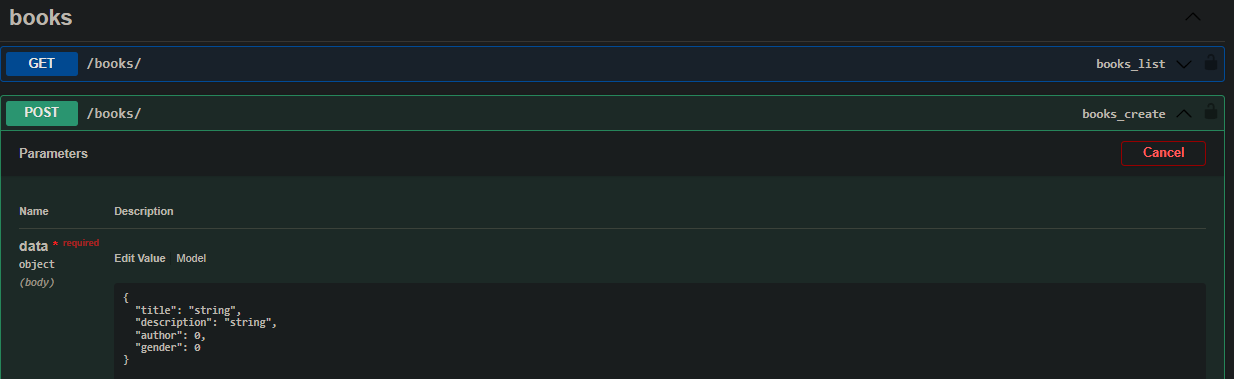 books
GET /books/ books_list
POST /books/ books_create
Parameters Cancel
Name Description
data * required
object
(body)
Edit Value Model
{
  "title": "string",
  "description": "string",
  "author": 0,
  "gender": 0
}